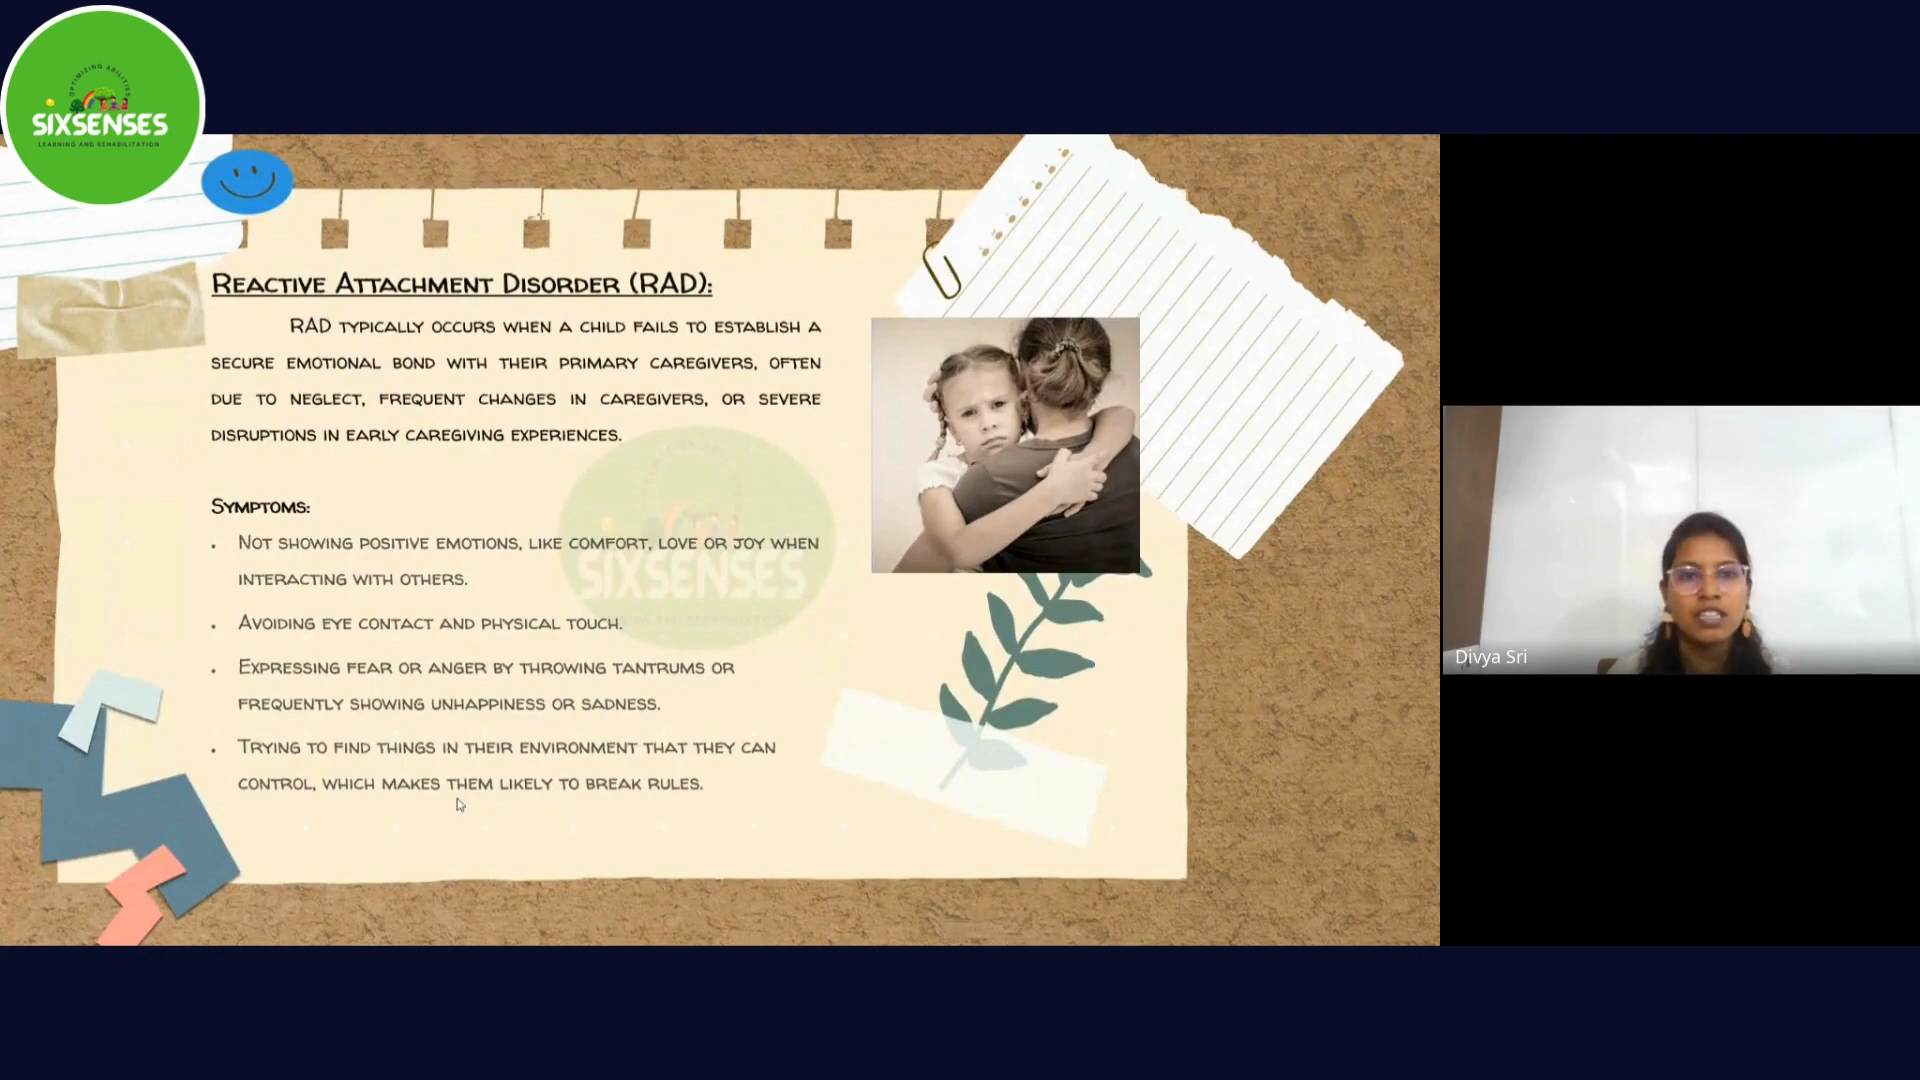 OPTIMIZING ABILITIES
SIXSENSES
LEARNING AND REHABILITATION
Reactive Attachment Disorder (RAD):
RAD typically occurs when a child fails to establish a
secure emotional bond with their primary caregivers, often
due to neglect, frequent changes in caregivers, or severe
disruptions in early caregiving experiences.
Symptoms:
• Not showing positive emotions, like comfort, love or joy when
interacting with others.
• Avoiding eye contact and physical touch.
• Expressing fear or anger by throwing tantrums or
frequently showing unhappiness or sadness.
• Trying to find things in their environment that they can
control, which makes them likely to break rules.
SIXSENSES
Divya Sri